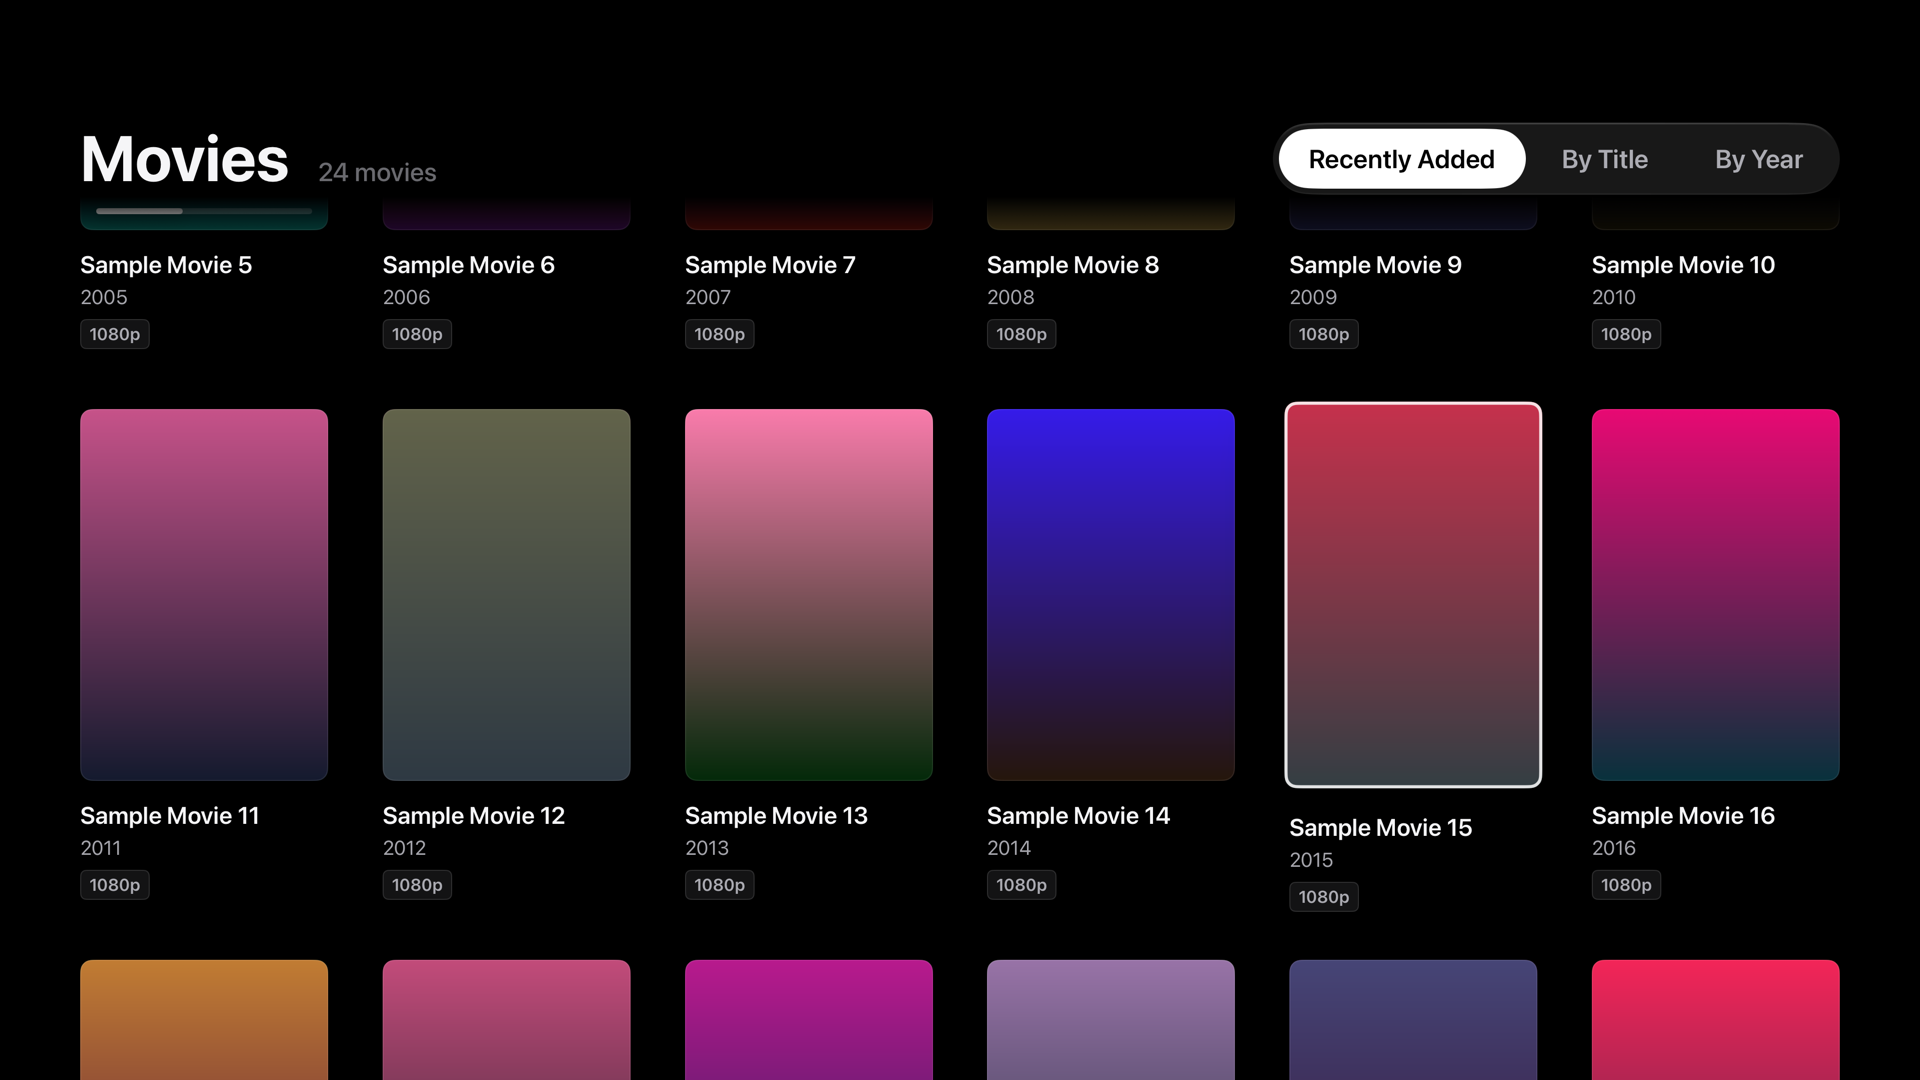 Movies 24 movies
Recently Added By Title By Year
Sample Movie 5 Sample Movie 6 Sample Movie 7 Sample Movie 8 Sample Movie 9 Sample Movie 10
2005 2006 2007 2008 2009 2010
1080p 1080p 1080p 1080p 1080p 1080p
Sample Movie 11 Sample Movie 12 Sample Movie 13 Sample Movie 14 Sample Movie 15 Sample Movie 16
2011 2012 2013 2014 2015 2016
1080p 1080p 1080p 1080p 1080p 1080p